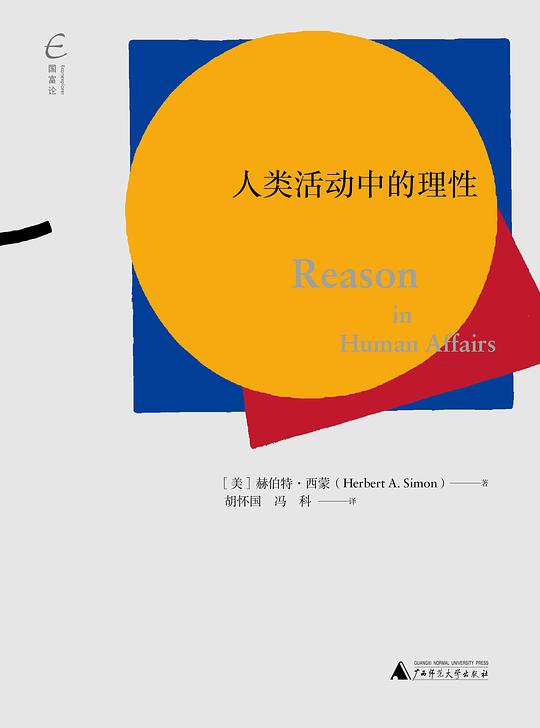 Economplorer
国富论
人类活动中的理性
Reason
in
Human Affairs
［美］赫伯特·西蒙（Herbert A. Simon）——著
胡怀国 冯 科 ——译
GUANGXI NORMAL UNIVERSITY PRESS
广西师范大学出版社